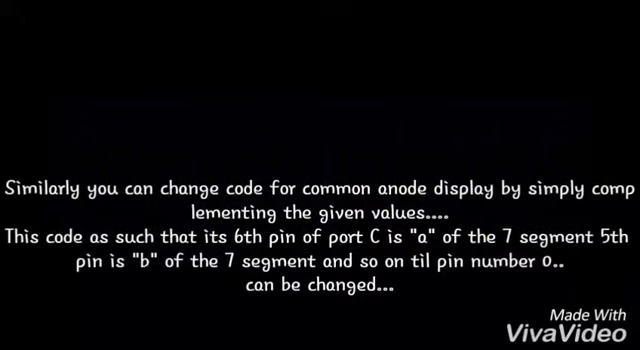 Similarly you can change code for common anode display by simply comp
lementing the given values....
This code as such that its 6th pin of port C is "a" of the 7 segment 5th
pin is "b" of the 7 segment and so on til pin number 0..
can be changed...
Made With
VivaVideo